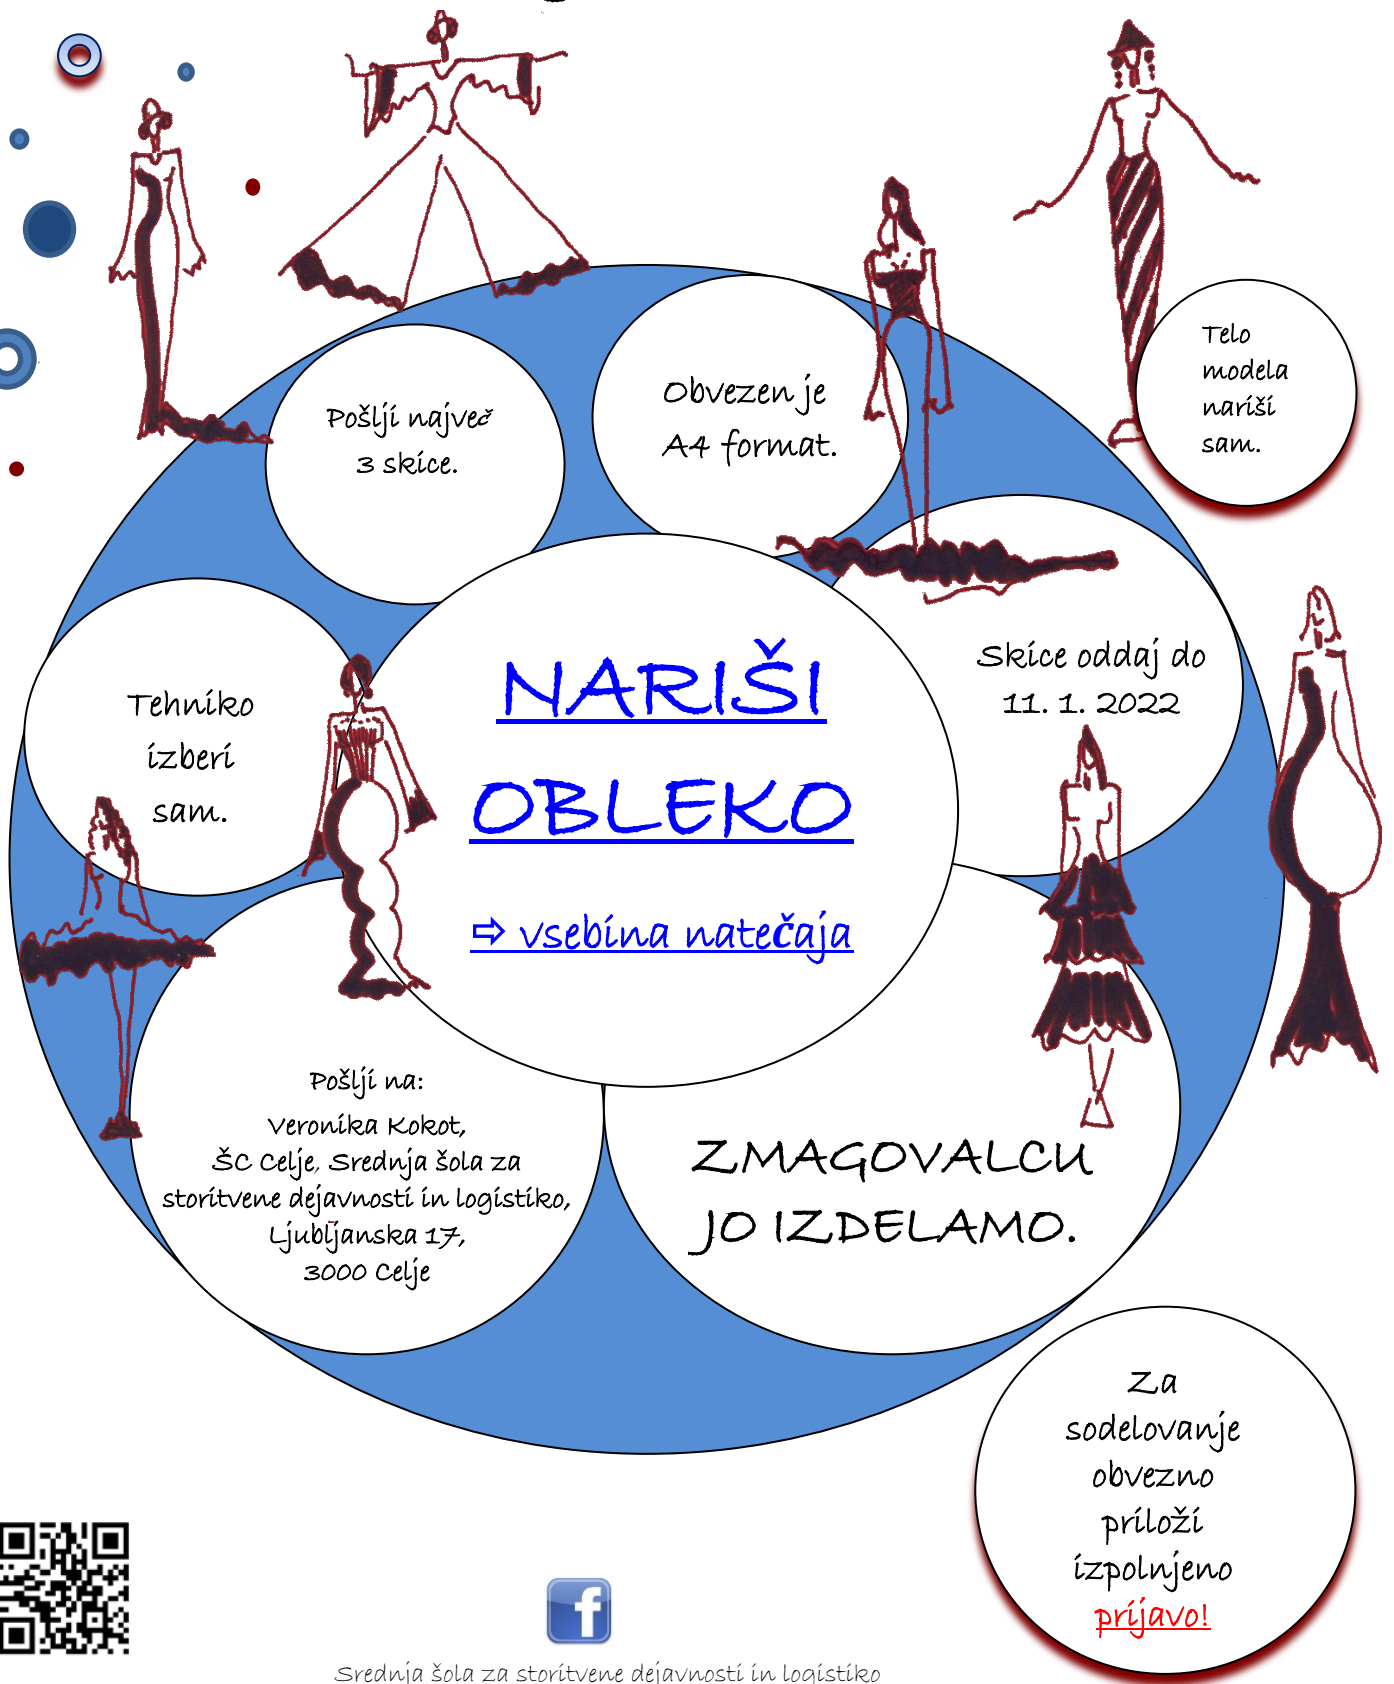 Telo
modela
nariši
sam.
Obvezen je
A4 format.
Pošlji največ
3 skice.
Skice oddaj do
11. 1. 2022
NARIŠI
OBLEKO
⇨ vsebina natečaja
Tehniko
izberi
sam.
Pošlji na:
Veronika Kokot,
ŠC Celje, Srednja šola za
storitvene dejavnosti in logistiko,
Ljubljanska 17,
3000 Celje
ZMAGOVALCU
JO IZDELAMO.
Za
sodelovanje
obvezno
priloži
izpolnjeno
prijavo!
f
Srednja šola za storitvene dejavnosti in logistiko